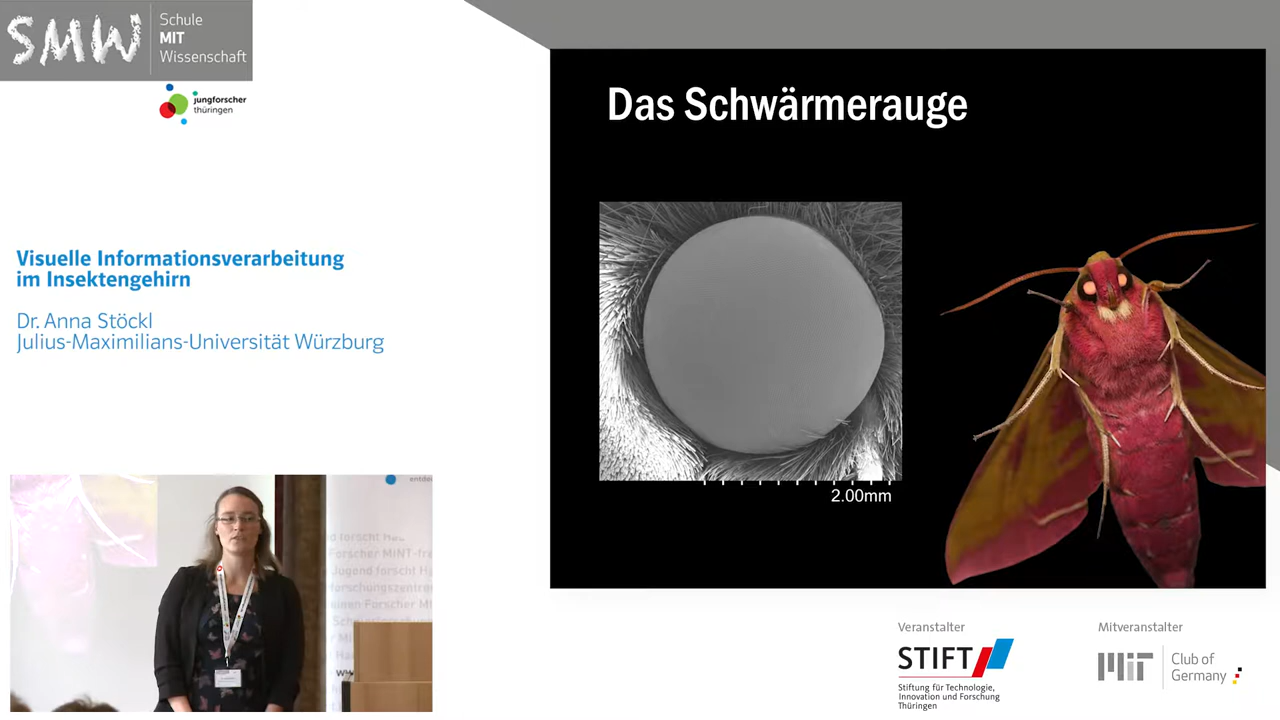 SMW
Schule
MIT
Wissenschaft
jungforscher
thüringen
Visuelle Informationsverarbeitung
im Insektengehirn
Dr. Anna Stöckl
Julius-Maximilians-Universität Würzburg
Das Schwärmerauge
2.00mm
Veranstalter
STIFT
Stiftung für Technologie,
Innovation und Forschung
Thüringen
Mitveranstalter
MIT
Club of
Germany